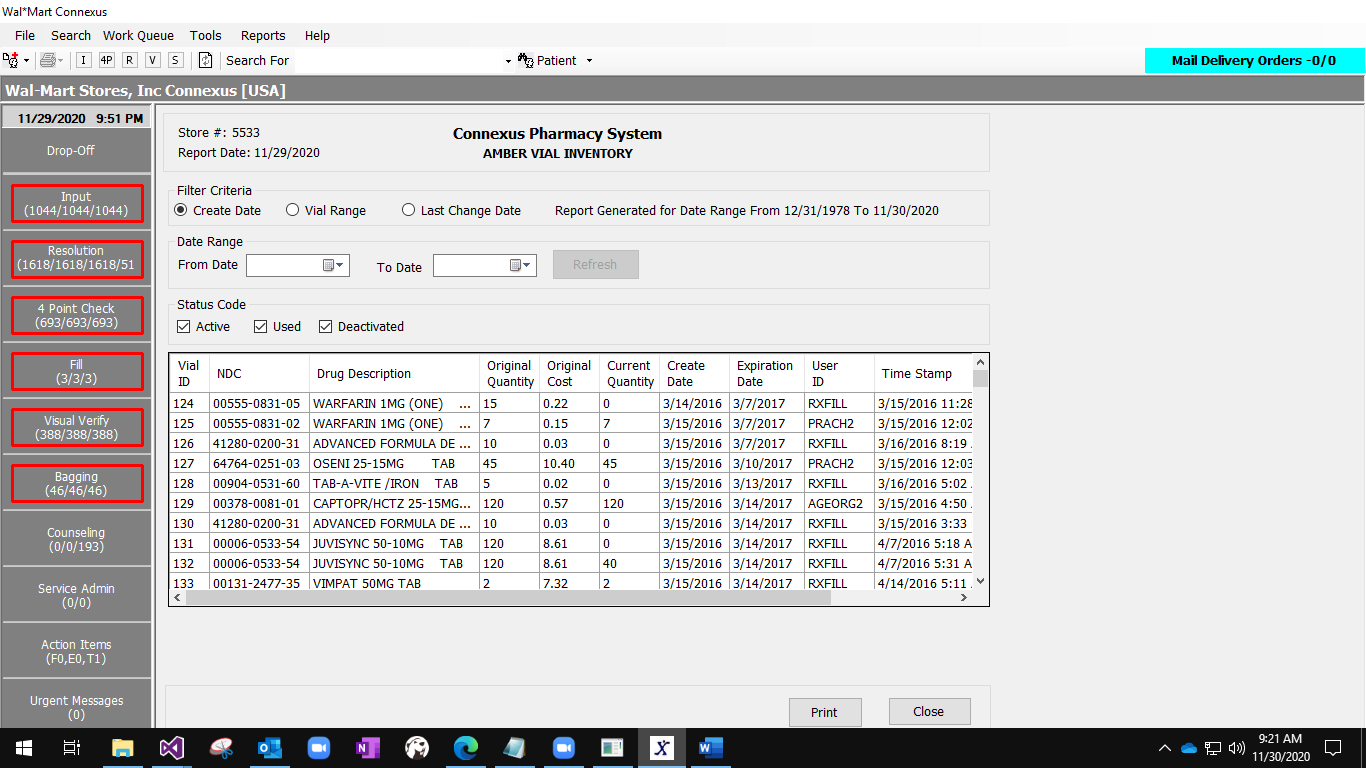 Wal*Mart Connexus
File Search Work Queue Tools Reports Help
I 4P R V S Search For Patient
Mail Delivery Orders -0/0
Wal-Mart Stores, Inc Connexus [USA]
11/29/2020 9:51 PM
Drop-Off
Input
(1044/1044/1044)
Resolution
(1618/1618/1618/51
4 Point Check
(693/693/693)
Fill
(3/3/3)
Visual Verify
(388/388/388)
Bagging
(46/46/46)
Counseling
(0/0/193)
Service Admin
(0/0)
Action Items
(F0,E0,T1)
Urgent Messages
(0)
Store #: 5533
Report Date: 11/29/2020
Connexus Pharmacy System
AMBER VIAL INVENTORY
Filter Criteria
Create Date Vial Range Last Change Date Report Generated for Date Range From 12/31/1978 To 11/30/2020
Date Range
From Date To Date Refresh
Status Code
Active Used Deactivated
Vial ID NDC Drug Description Original Quantity Original Cost Current Quantity Create Date Expiration Date User ID Time Stamp
124 00555-0831-05 WARFARIN 1MG (ONE) ... 15 0.22 0 3/14/2016 3/7/2017 RXFILL 3/15/2016 11:28
125 00555-0831-02 WARFARIN 1MG (ONE) ... 7 0.15 7 3/15/2016 3/7/2017 PRACH2 3/15/2016 12:02
126 41280-0200-31 ADVANCED FORMULA DE ... 10 0.03 0 3/15/2016 3/7/2017 RXFILL 3/16/2016 8:19
127 64764-0251-03 OSENI 25-15MG TAB 45 10.40 45 3/15/2016 3/10/2017 PRACH2 3/15/2016 12:03
128 00904-0531-60 TAB-A-VITE /IRON TAB 5 0.02 0 3/15/2016 3/13/2017 RXFILL 3/16/2016 5:02
129 00378-0081-01 CAPTOPR/HCTZ 25-15MG... 120 0.57 120 3/15/2016 3/14/2017 AGEORG2 3/15/2016 4:50
130 41280-0200-31 ADVANCED FORMULA DE ... 10 0.03 0 3/15/2016 3/14/2017 RXFILL 3/15/2016 3:33
131 00006-0533-54 JUVISYNC 50-10MG TAB 120 8.61 0 3/15/2016 3/14/2017 RXFILL 4/7/2016 5:18 A
132 00006-0533-54 JUVISYNC 50-10MG TAB 120 8.61 40 3/15/2016 3/14/2017 RXFILL 4/7/2016 5:31 A
133 00131-2477-35 VIMPAT 50MG TAB 2 7.32 2 3/15/2016 3/14/2017 RXFILL 4/14/2016 5:11
Print Close
9:21 AM
11/30/2020